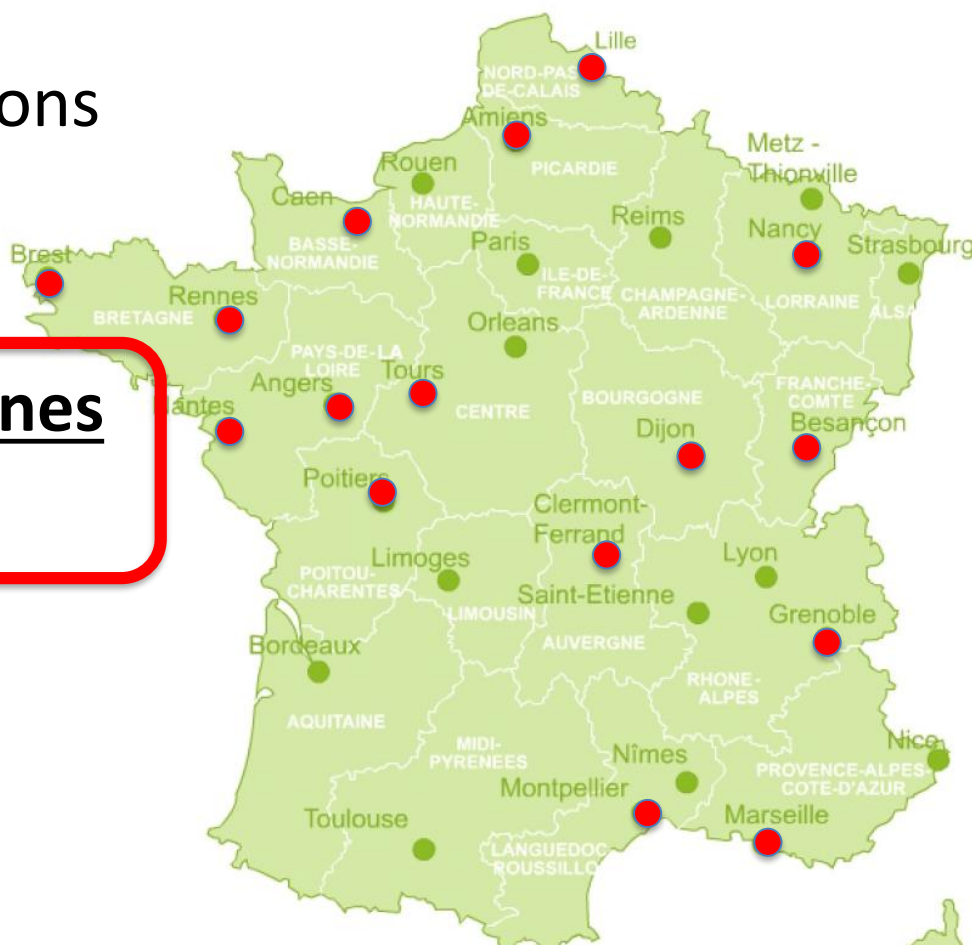 ons
Lille
NORD-PAS
DE-CALAIS
Amiens
PICARDIE
Rouen
HAUTE-
NORMANDIE
Metz -
Thionville
Caen
BASSE-
NORMANDIE
Reims
Nancy
Strasbourg
Paris
ILE-DE-
FRANCE
CHAMPAGNE-
ARDENNE
LORRAINE
ALSA
Brest
Rennes
BRETAGNE
Orleans
PAYS-DE-LA
LOIRE
Angers
Tours
CENTRE
BOURGOGNE
FRANCHE-
COMTE
Besançon
nes
Nantes
Dijon
Poitiers
Clermont-
Ferrand
Lyon
Limoges
POITOU-
CHARENTES
LIMOUSIN
Saint-Etienne
Grenoble
AUVERGNE
Bordeaux
RHONE-
ALPES
AQUITAINE
MIDI-
PYRENEES
Nîmes
Nice
PROVENCE-ALPES-
COTE-D'AZUR
Montpellier
Marseille
Toulouse
LANGUEDOC-
ROUSSILLO